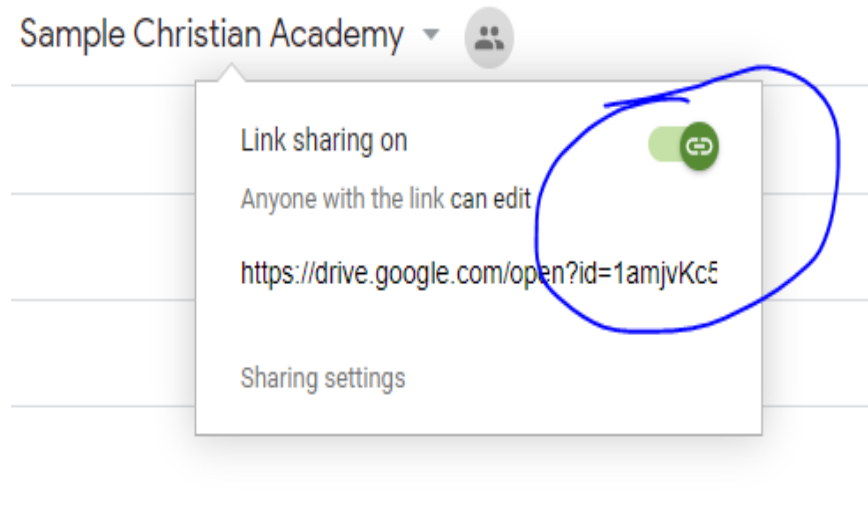 Sample Christian Academy
Link sharing on
Anyone with the link can edit
https://drive.google.com/open?id=1amjvKc5
Sharing settings